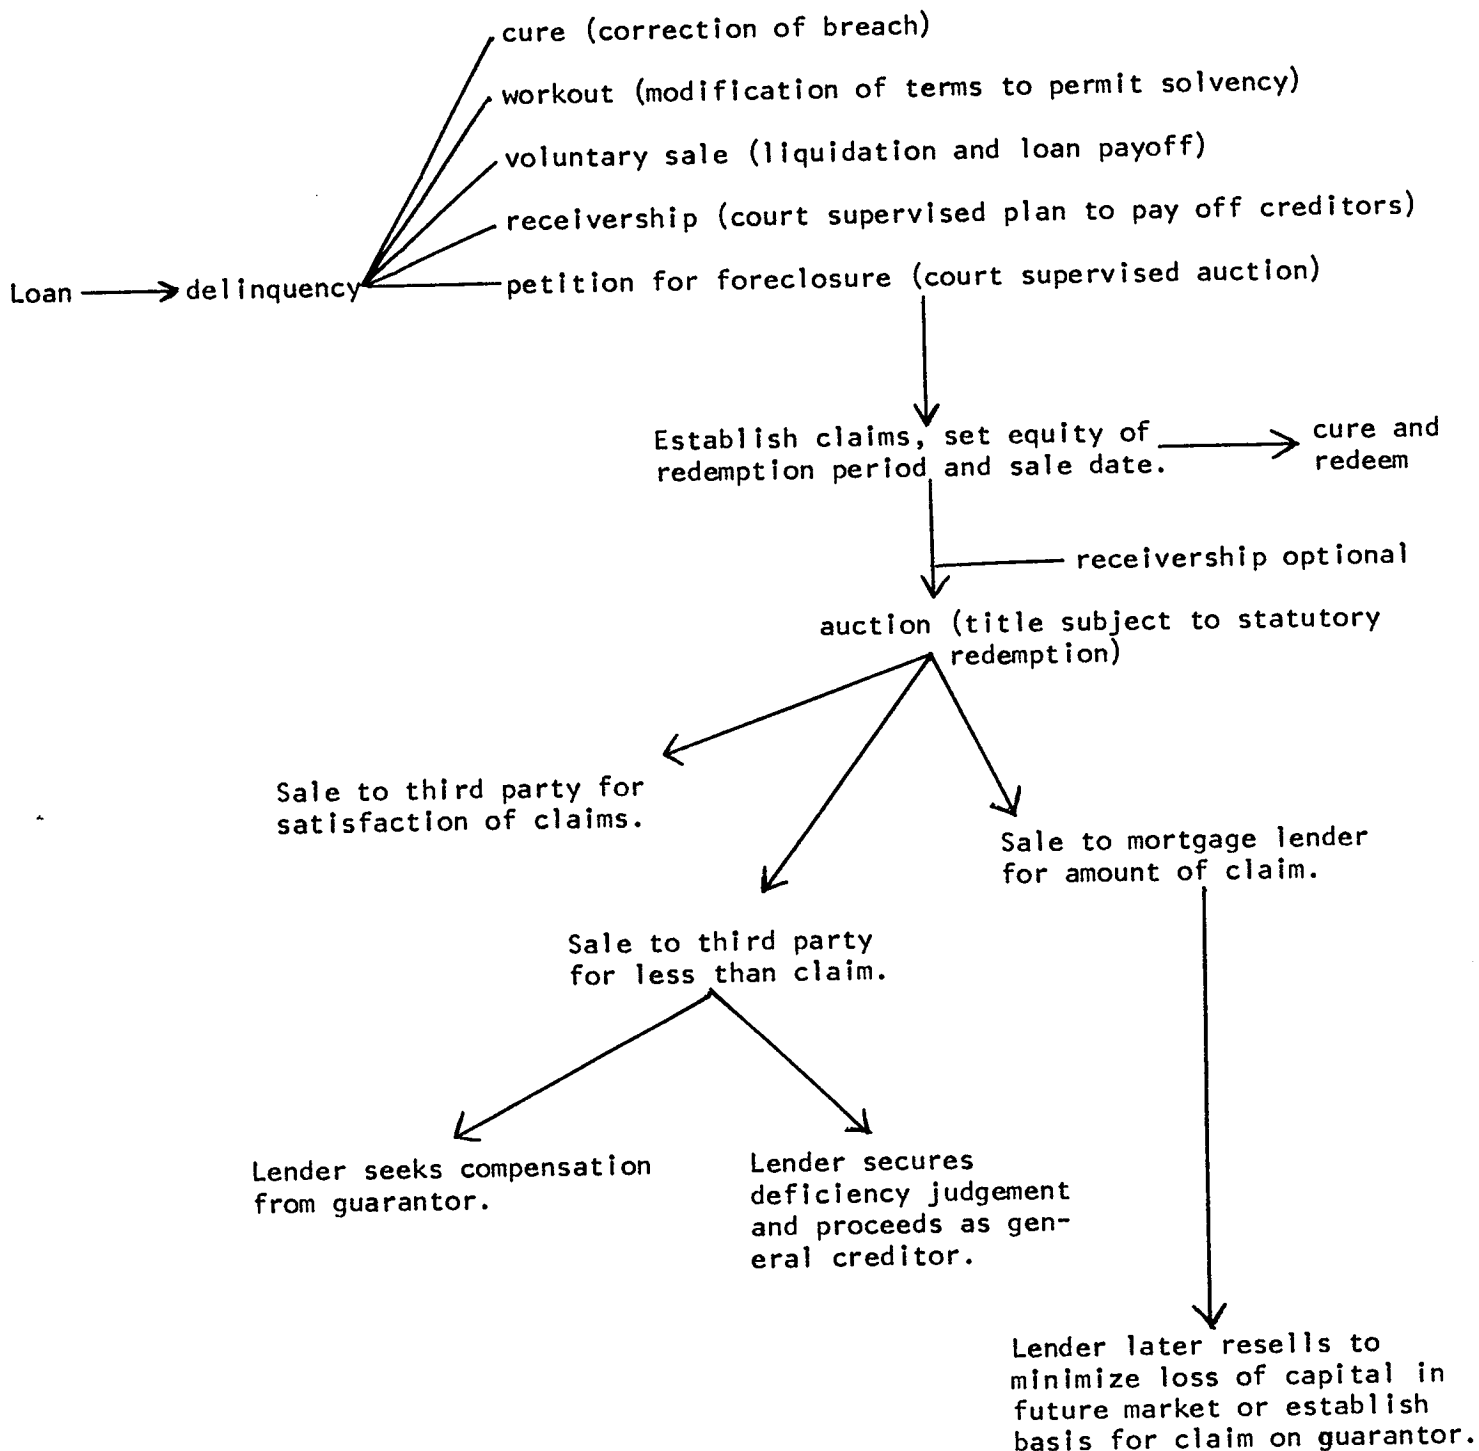 cure (correction of breach)
workout (modification of terms to permit solvency)
voluntary sale (liquidation and loan payoff)
receivership (court supervised plan to pay off creditors)
Loan delinquency petition for foreclosure (court supervised auction)
Establish claims, set equity of
redemption period and sale date.
cure and
redeem
receivership optional
auction (title subject to statutory
redemption)
Sale to third party for
satisfaction of claims.
Sale to mortgage lender
for amount of claim.
Sale to third party
for less than claim.
Lender seeks compensation
from guarantor.
Lender secures
deficiency judgement
and proceeds as gen-
eral creditor.
Lender later resells to
minimize loss of capital in
future market or establish
basis for claim on guarantor.